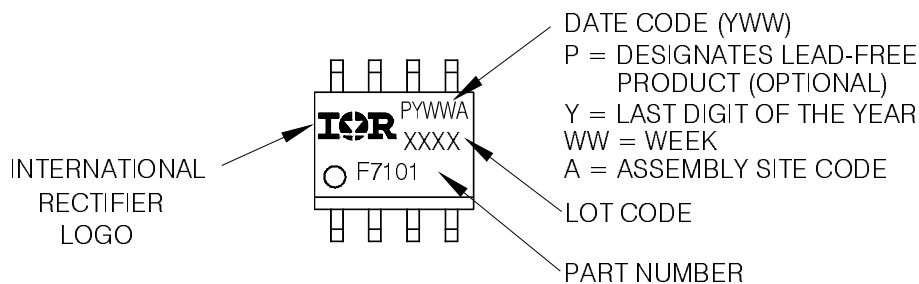 DATE CODE (YWW)
P = DESIGNATES LEAD-FREE
PRODUCT (OPTIONAL)
Y = LAST DIGIT OF THE YEAR
WW = WEEK
A = ASSEMBLY SITE CODE
LOT CODE
PART NUMBER
INTERNATIONAL
RECTIFIER
LOGO
IOR
PYWWA
XXXX
F7101